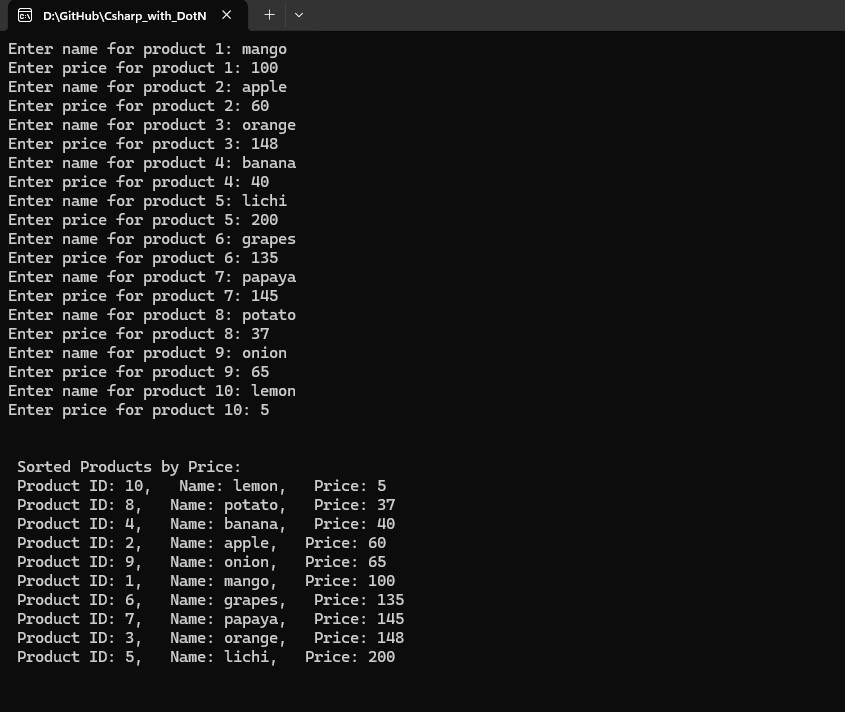 D:\GitHub\Csharp_with_DotN
Enter name for product 1: mango
Enter price for product 1: 100
Enter name for product 2: apple
Enter price for product 2: 60
Enter name for product 3: orange
Enter price for product 3: 148
Enter name for product 4: banana
Enter price for product 4: 40
Enter name for product 5: lichi
Enter price for product 5: 200
Enter name for product 6: grapes
Enter price for product 6: 135
Enter name for product 7: papaya
Enter price for product 7: 145
Enter name for product 8: potato
Enter price for product 8: 37
Enter name for product 9: onion
Enter price for product 9: 65
Enter name for product 10: lemon
Enter price for product 10: 5
Sorted Products by Price:
Product ID: 10,   Name: lemon,   Price: 5
Product ID: 8,   Name: potato,   Price: 37
Product ID: 4,   Name: banana,   Price: 40
Product ID: 2,   Name: apple,   Price: 60
Product ID: 9,   Name: onion,   Price: 65
Product ID: 1,   Name: mango,   Price: 100
Product ID: 6,   Name: grapes,   Price: 135
Product ID: 7,   Name: papaya,   Price: 145
Product ID: 3,   Name: orange,   Price: 148
Product ID: 5,   Name: lichi,   Price: 200